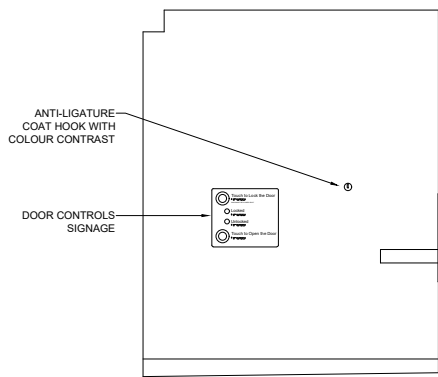 ANTI-LIGATURE
COAT HOOK WITH
COLOUR CONTRAST
DOOR CONTROLS
SIGNAGE
Touch to Lock the Door
Locked
Unlocked
Touch to Open the Door